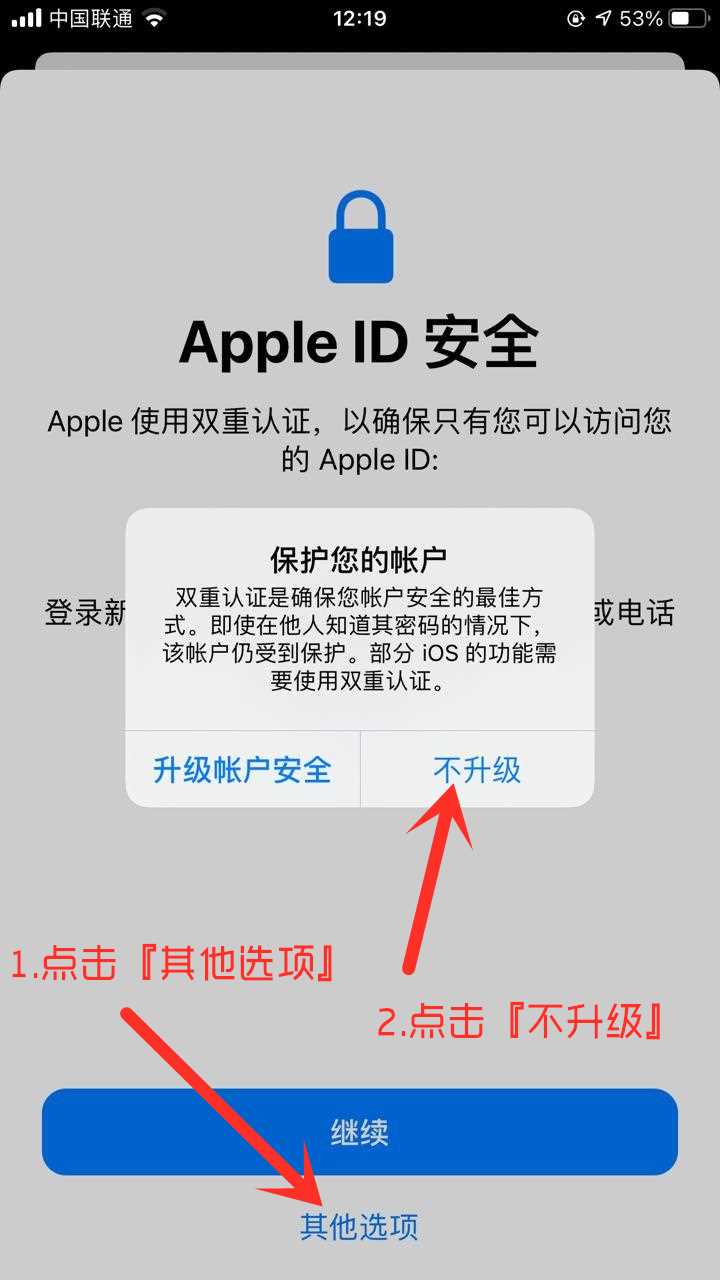 中国联通
12:19
53%
Apple ID 安全
Apple 使用双重认证，以确保只有您可以访问您
的 Apple ID:
保护您的帐户
双重认证是确保您帐户安全的最佳方
式。即使在他人知道其密码的情况下，
该帐户仍受到保护。部分 iOS 的功能需
要使用双重认证。
登录新
或电话
升级帐户安全
不升级
1.点击『其他选项』
2.点击『不升级』
继续
其他选项